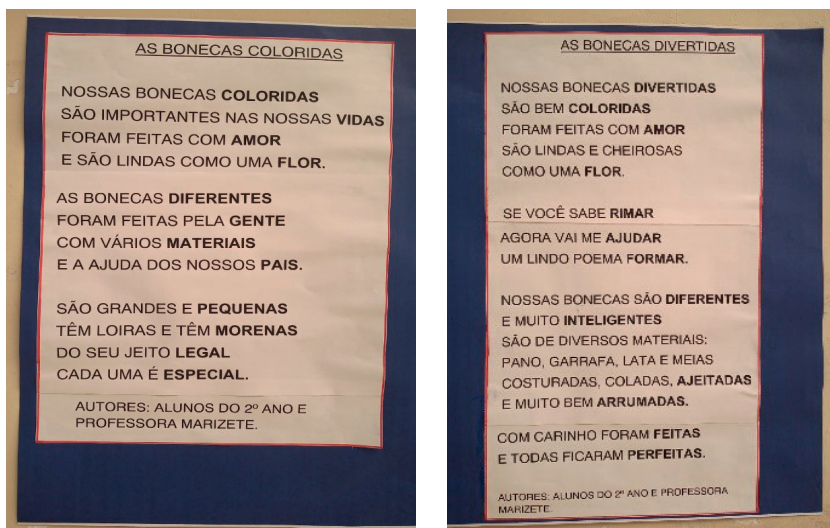 AS BONECAS COLORIDAS
NOSSAS BONECAS COLORIDAS
SÃO IMPORTANTES NAS NOSSAS VIDAS
FORAM FEITAS COM AMOR
E SÃO LINDAS COMO UMA FLOR.
AS BONECAS DIFERENTES
FORAM FEITAS PELA GENTE
COM VÁRIOS MATERIAIS
E A AJUDA DOS NOSSOS PAIS.
SÃO GRANDES E PEQUENAS
TÊM LOIRAS E TÊM MORENAS
DO SEU JEITO LEGAL
CADA UMA É ESPECIAL.
AUTORES: ALUNOS DO 2º ANO E
PROFESSORA MARIZETE.
AS BONECAS DIVERTIDAS
NOSSAS BONECAS DIVERTIDAS
SÃO BEM COLORIDAS
FORAM FEITAS COM AMOR
SÃO LINDAS E CHEIROSAS
COMO UMA FLOR.
SE VOCÊ SABE RIMAR
AGORA VAI ME AJUDAR
UM LINDO POEMA FORMAR.
NOSSAS BONECAS SÃO DIFERENTES
E MUITO INTELIGENTES
SÃO DE DIVERSOS MATERIAIS:
PANO, GARRAFA, LATA E MEIAS
COSTURADAS, COLADAS, AJEITADAS
E MUITO BEM ARRUMADAS.
COM CARINHO FORAM FEITAS
E TODAS FICARAM PERFEITAS.
AUTORES: ALUNOS DO 2º ANO E PROFESSORA
MARIZETE.